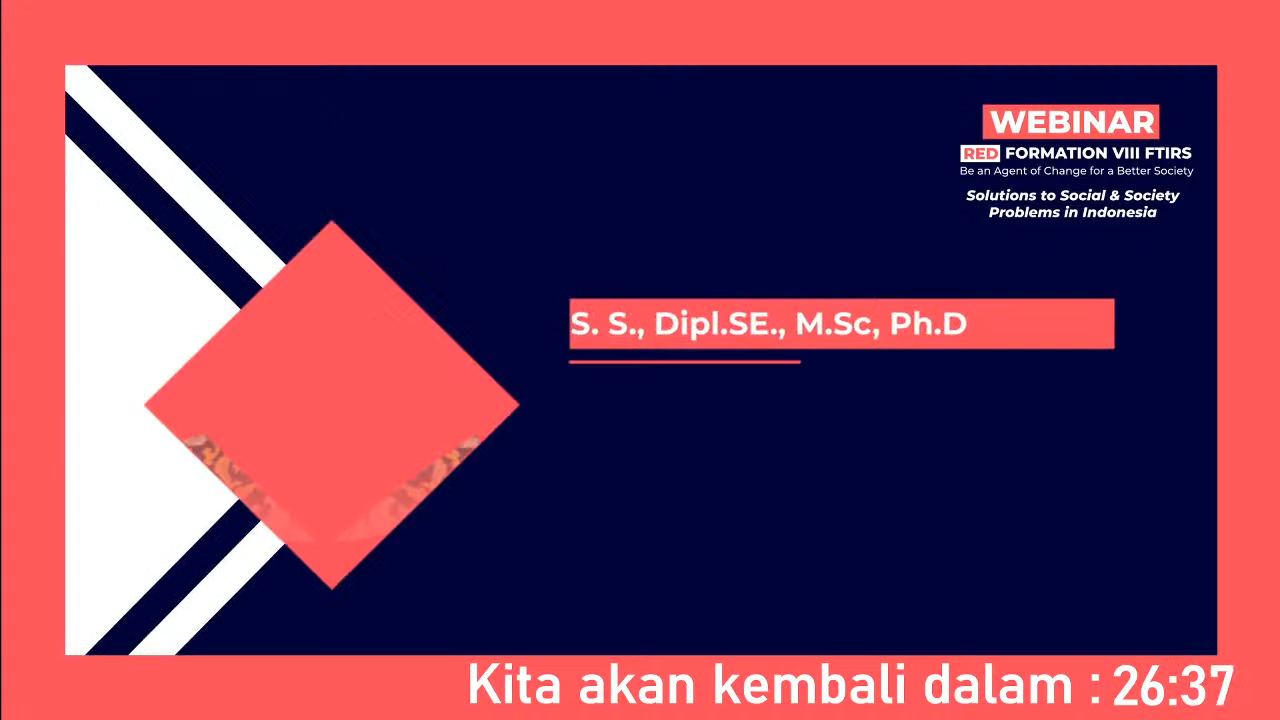 WEBINAR
RED FORMATION VIII FTIRS
Be an Agent of Change for a Better Society
Solutions to Social & Society
Problems in Indonesia
S. S., Dipl.SE., M.Sc, Ph.D
Kita akan kembali dalam : 26:37